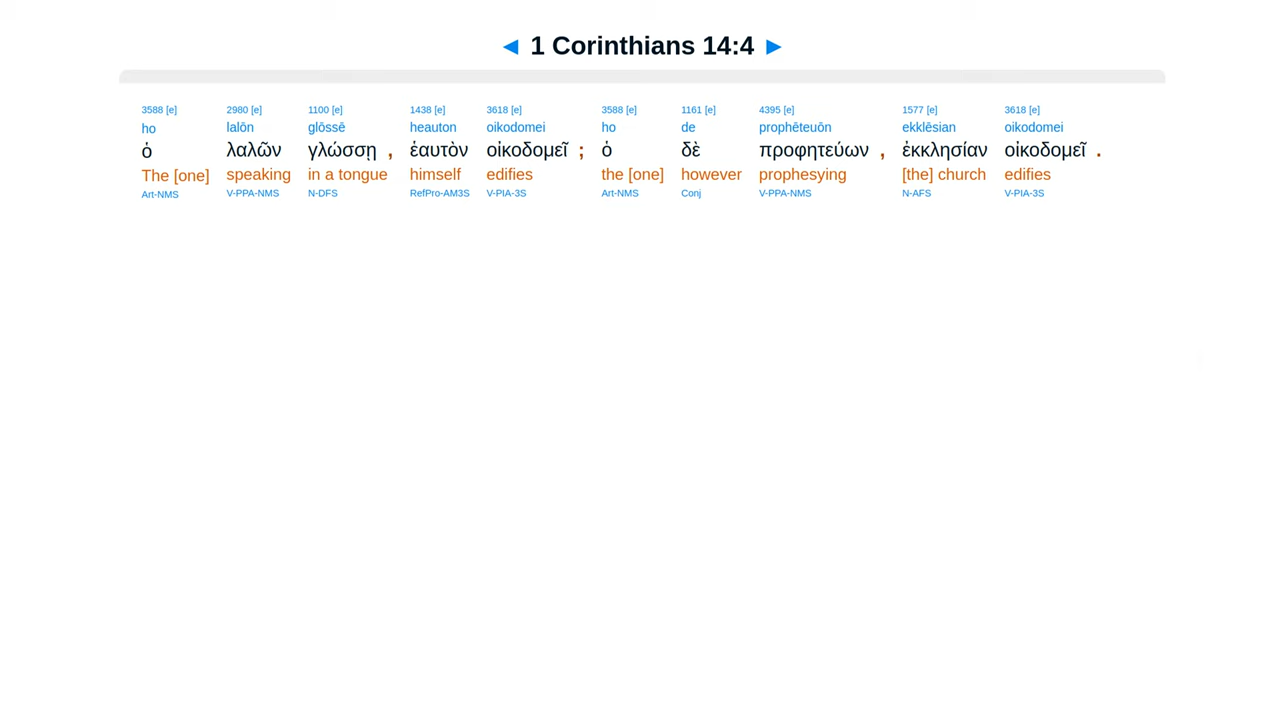 ◄ 1 Corinthians 14:4 ►
3588 [e] 2980 [e] 1100 [e] 1438 [e] 3618 [e] 3588 [e] 1161 [e] 4395 [e] 1577 [e] 3618 [e]
ho lalōn glōssē heauton oikodomei ho de prophēteuōn ekklēsian oikodomei
ὁ λαλῶν γλώσσῃ , ἑαυτὸν οἰκοδομεῖ ; ὁ δὲ προφητεύων , ἐκκλησίαν οἰκοδομεῖ .
The [one] speaking in a tongue himself edifies the [one] however prophesying [the] church edifies
Art-NMS V-PPA-NMS N-DFS RefPro-AM3S V-PIA-3S Art-NMS Conj V-PPA-NMS N-AFS V-PIA-3S